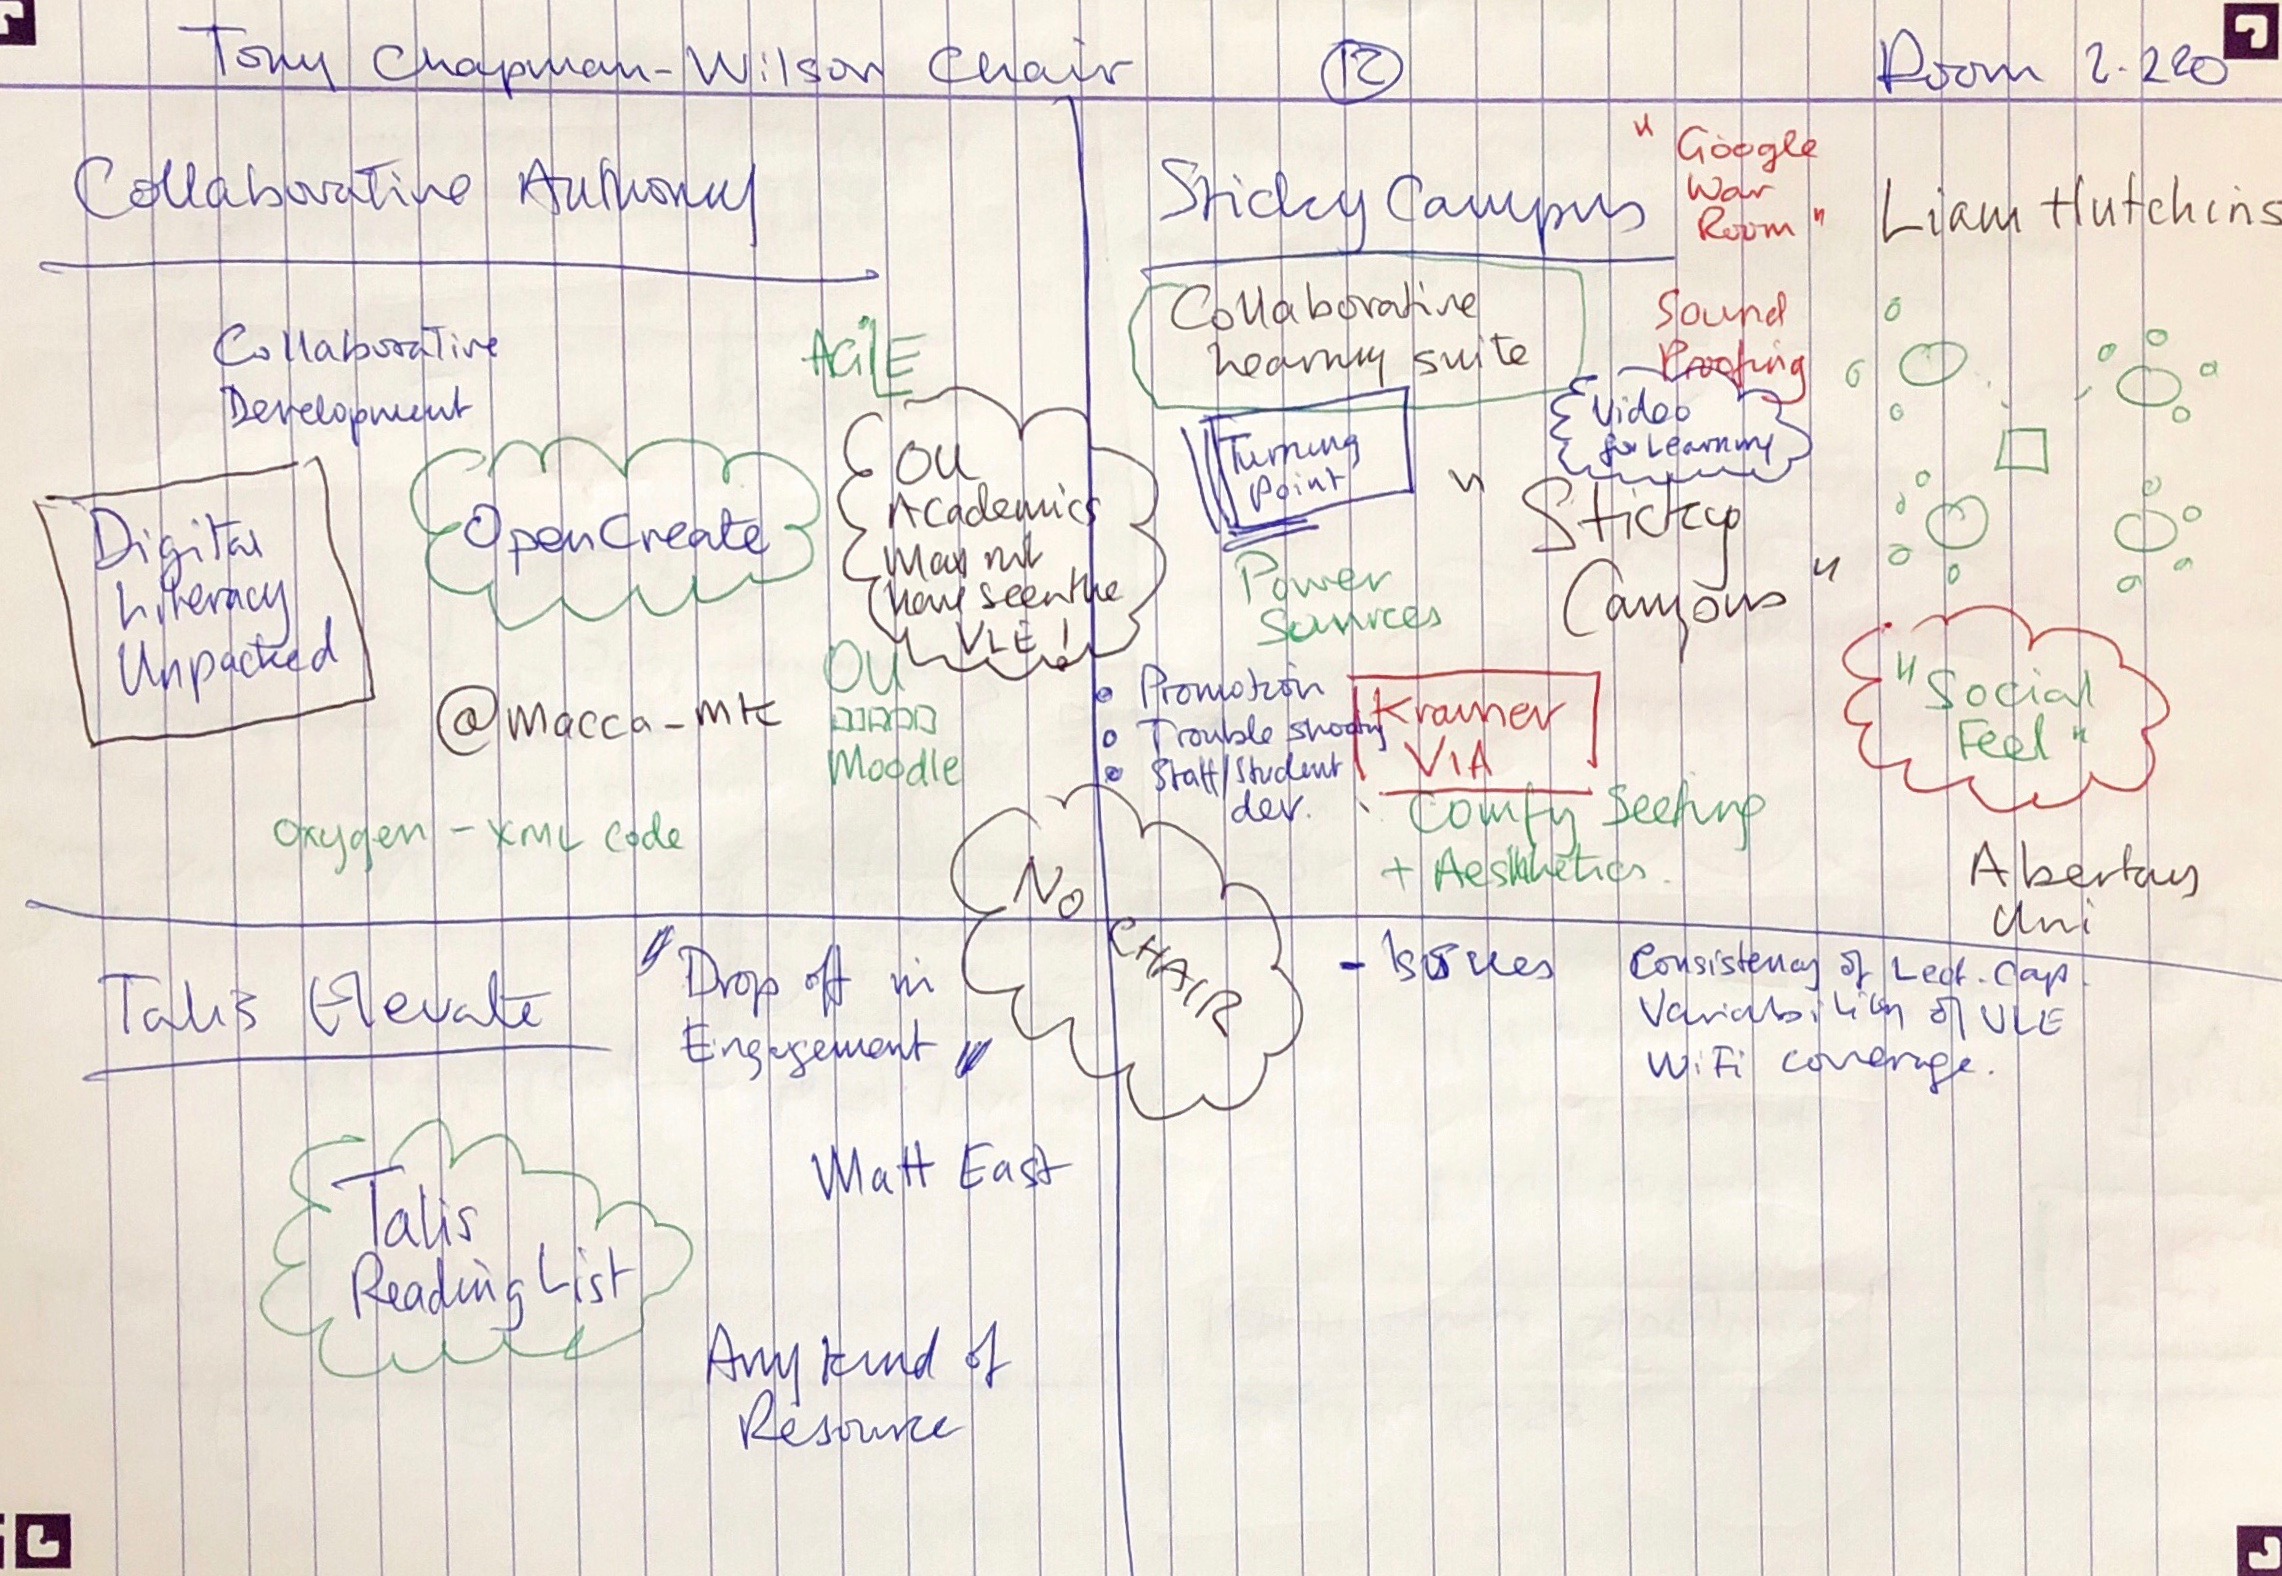 Tony Chapman-Wilson Chair
12
Room 2.220
Collaborative Authoring
Collaborative
Development
AGILE
Digital
Literacy
Unpacked
OpenCreate
OU
Academics
May not
have seen the
VLE!
@macca_mk
OU
Moodle
Oxygen - XML code
Sticky Campus
"Google
War
Room"
Liam Hutchins
Collaborative
Learning suite
Sound
Proofing
Turning
Point
Video
for Learning
"Sticky
Campus"
Power
Sources
• Promotion
• Trouble shooting
• Staff/Student
dev.
Kramer
VIA
"Social
Feel"
Comfy Seeting
+ Aesthetics.
Abertay
Uni
NO
CHAIR
Talis Elevate
"Drop off in
Engagement"
Matt East
Talis
Reading List
Any kind of
Resource
- Issues
Consistency of Lect. Cap.
Variability of VLE
WiFi coverage.